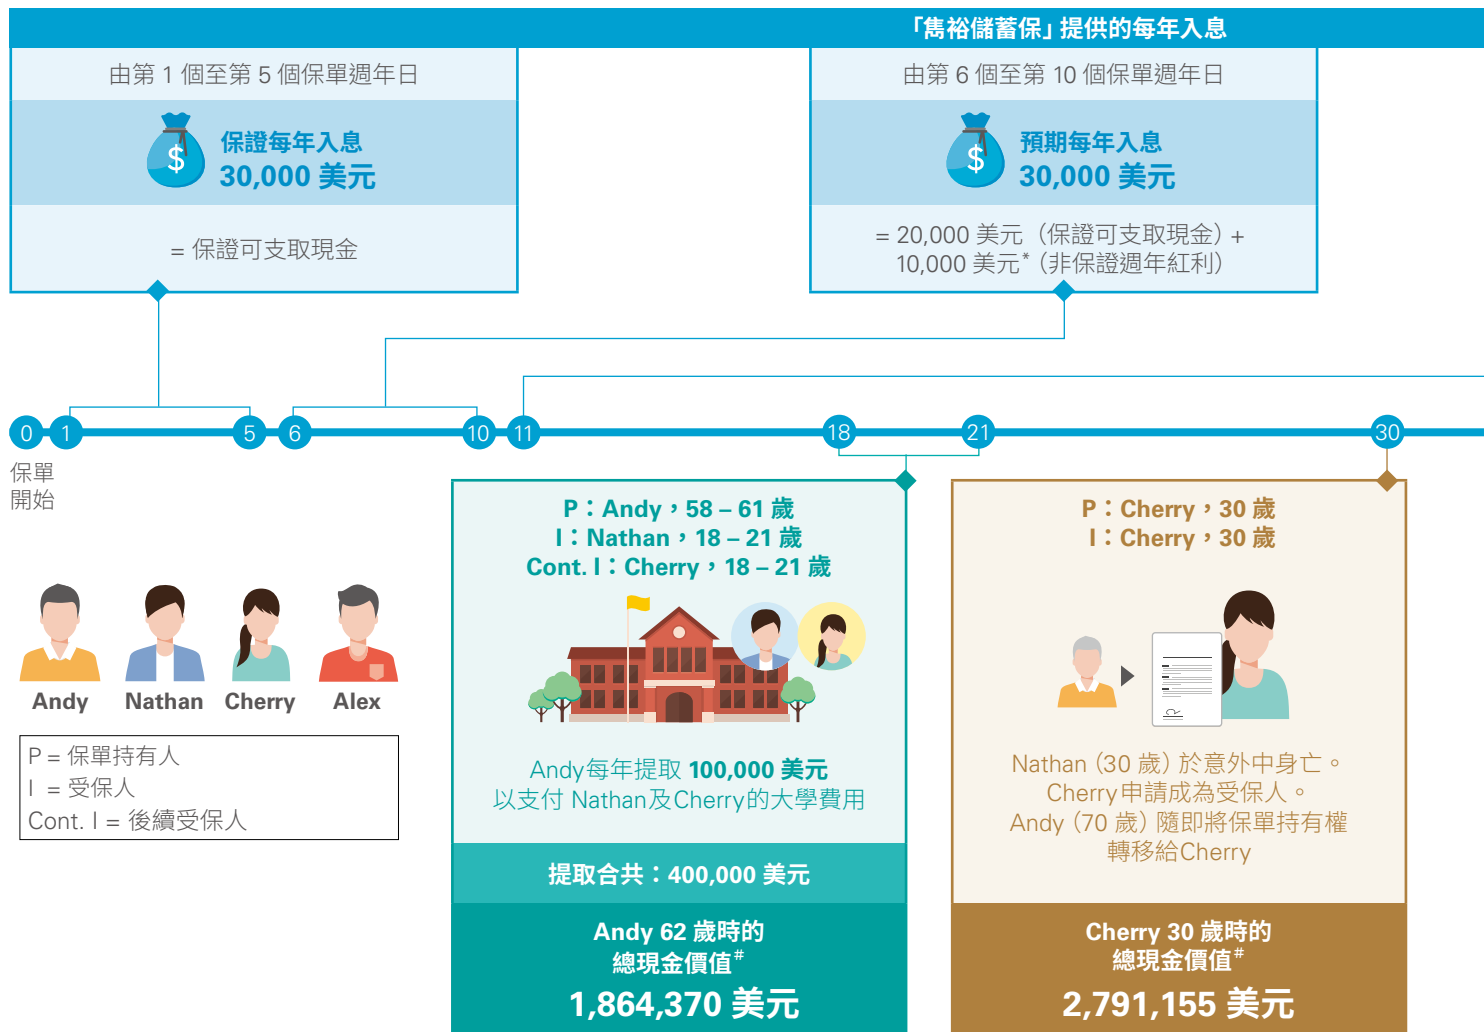 「雋裕儲蓄保」提供的每年入息
由第 1 個至第 5 個保單週年日
$
保證每年入息
30,000 美元
= 保證可支取現金
由第 6 個至第 10 個保單週年日
$
預期每年入息
30,000 美元
= 20,000 美元（保證可支取現金）+
10,000 美元*（非保證週年紅利）
0 1 5 6 10 11 18 21 30
保單
開始
Andy Nathan Cherry Alex
P = 保單持有人
I = 受保人
Cont. I = 後續受保人
P：Andy，58 – 61 歲
I：Nathan，18 – 21 歲
Cont. I：Cherry，18 – 21 歲
Andy每年提取 100,000 美元
以支付 Nathan及Cherry的大學費用
提取合共：400,000 美元
Andy 62 歲時的
總現金價值#
1,864,370 美元
P：Cherry，30 歲
I：Cherry，30 歲
Nathan（30 歲）於意外中身亡。
Cherry申請成為受保人。
Andy（70 歲）隨即將保單持有權
轉移給Cherry
Cherry 30 歲時的
總現金價值#
2,791,155 美元